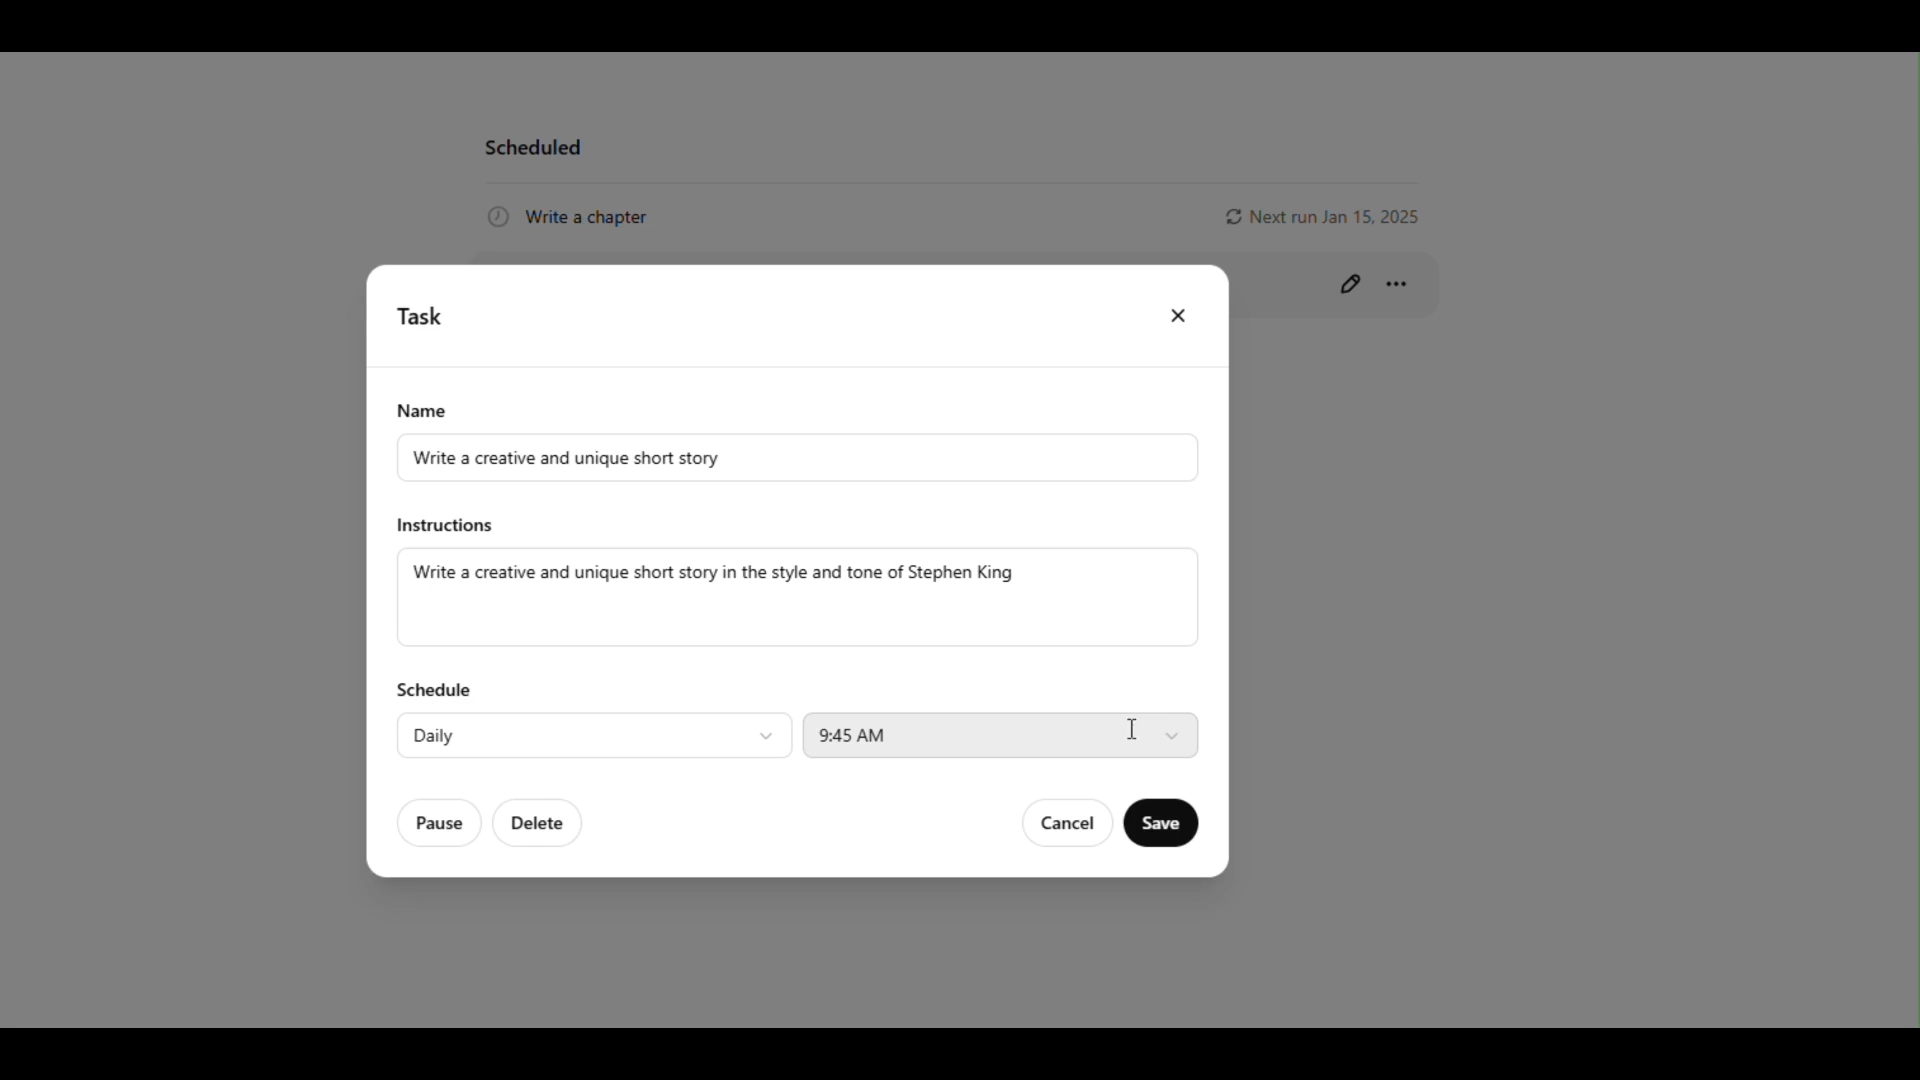 Scheduled
Write a chapter
Next run Jan 15, 2025
Task
Name
Write a creative and unique short story
Instructions
Write a creative and unique short story in the style and tone of Stephen King
Schedule
Daily
9:45 AM
Pause
Delete
Cancel
Save